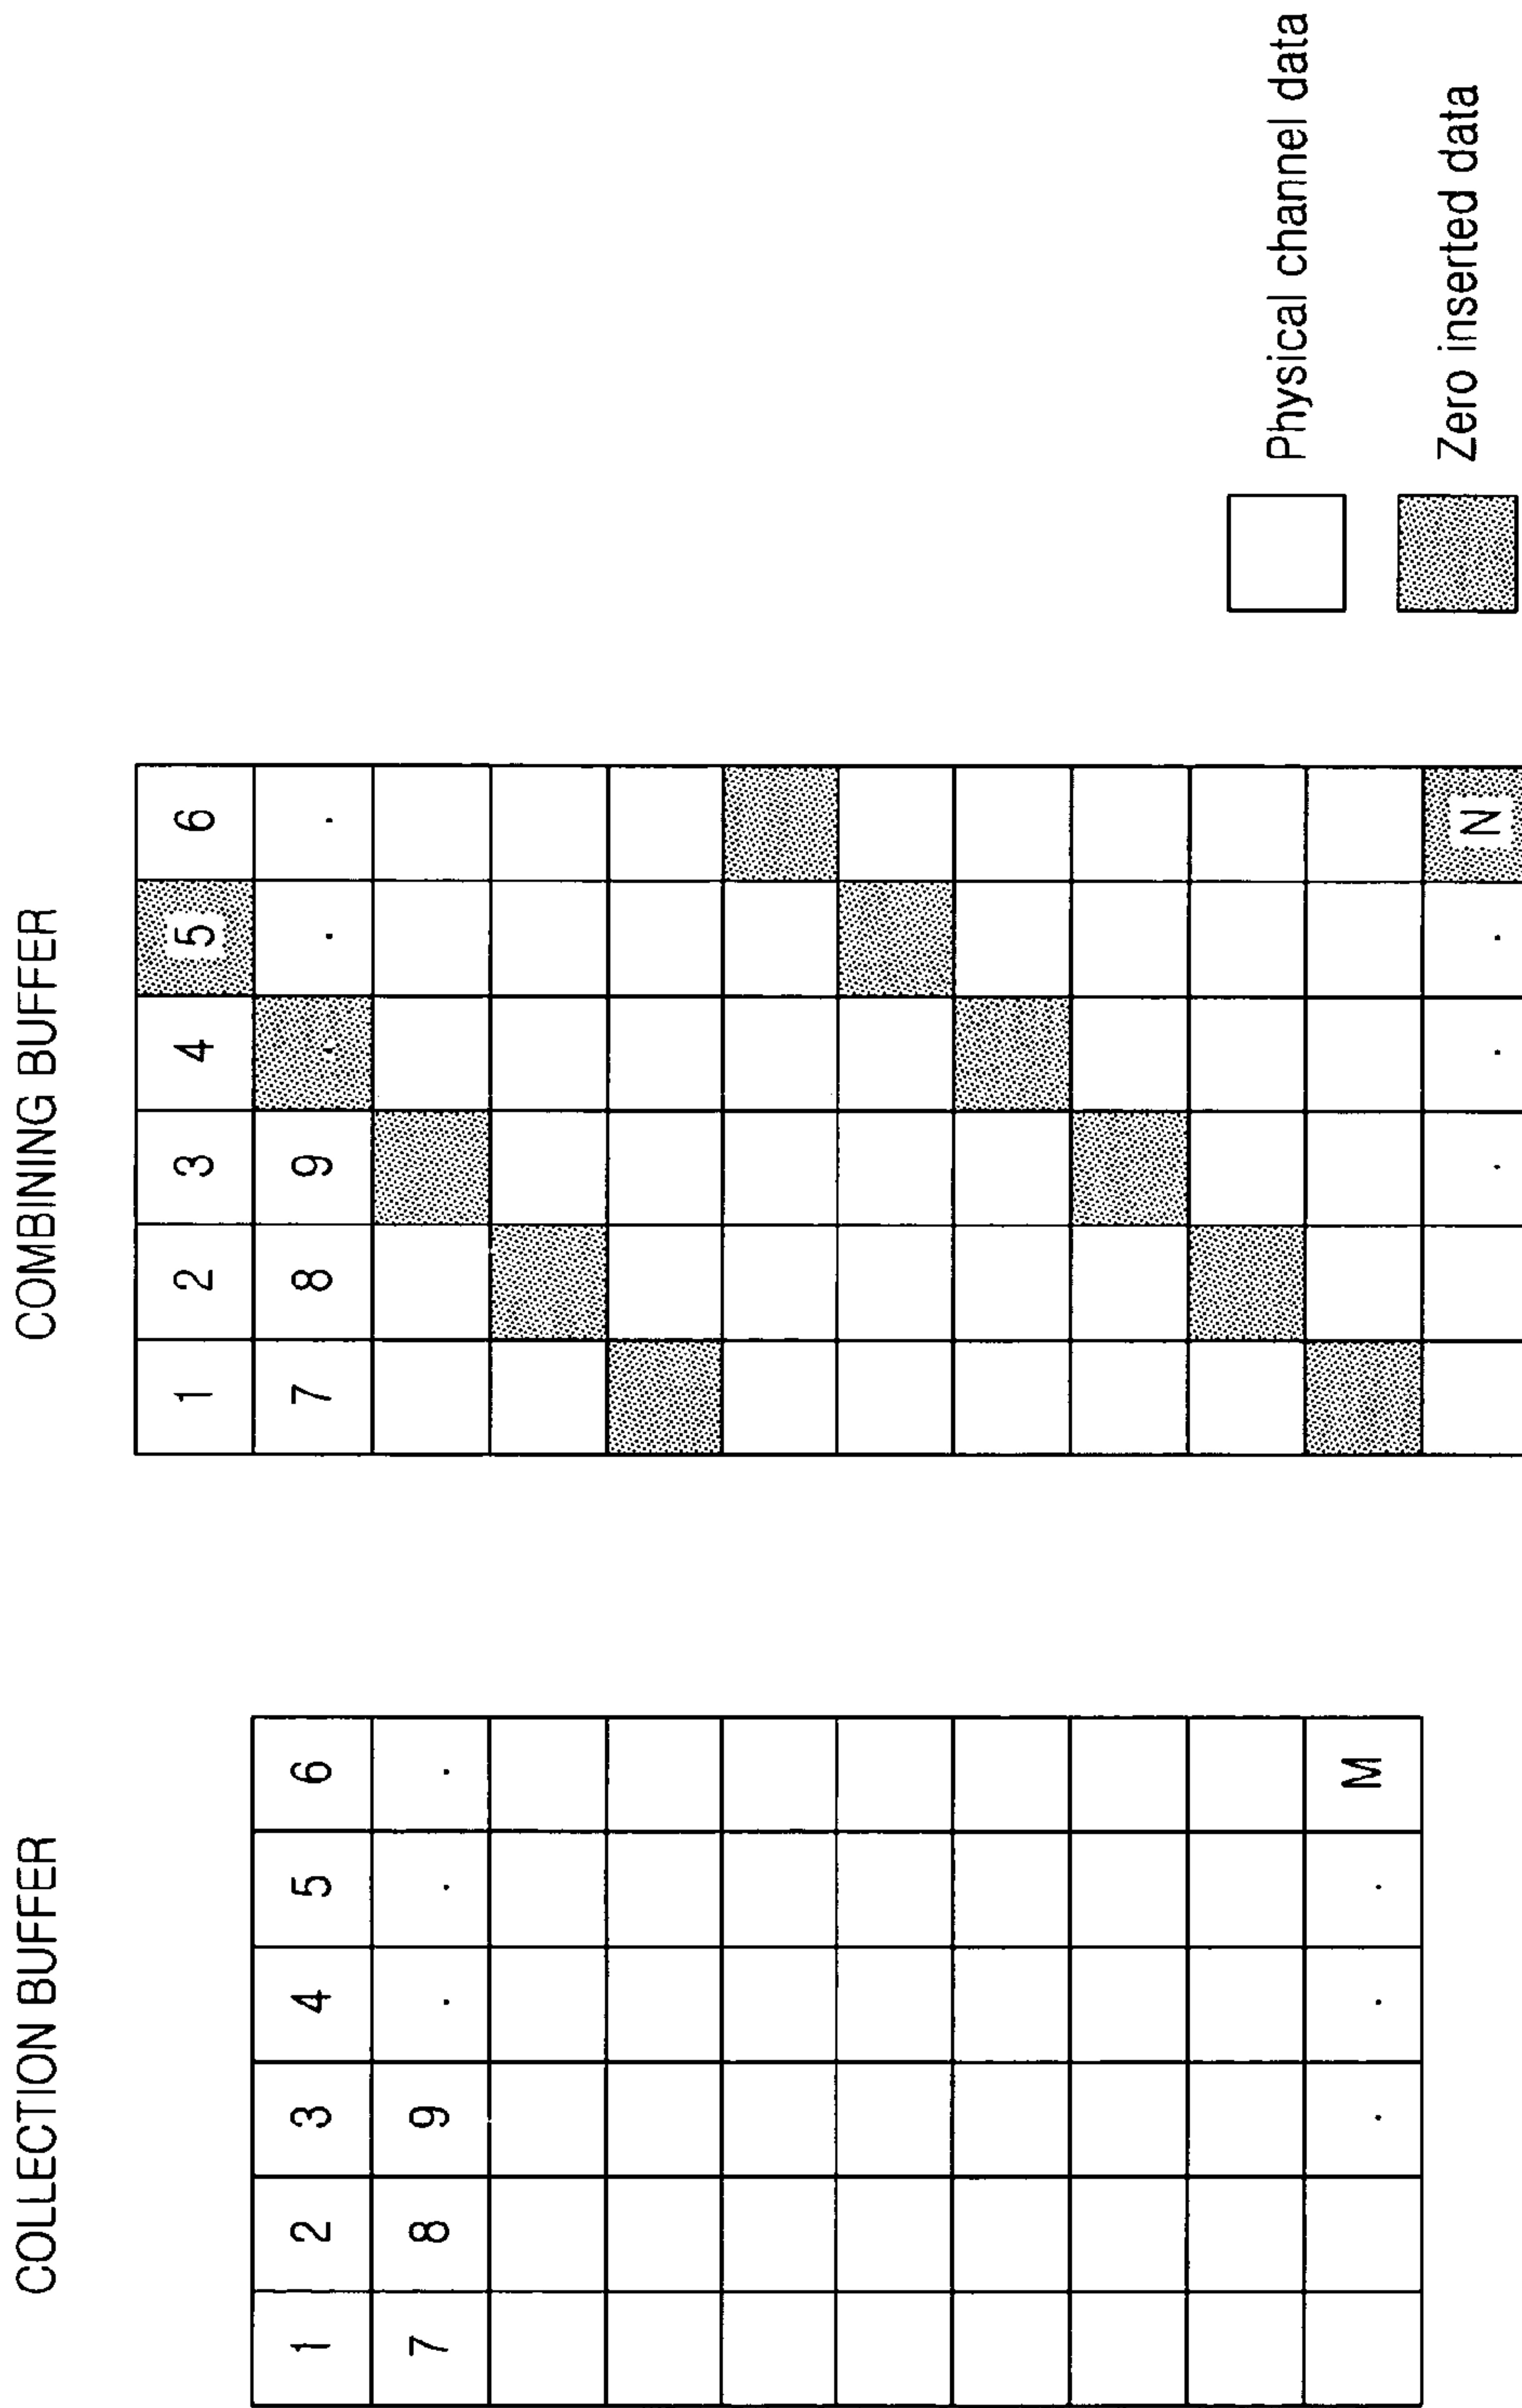 COLLECTION BUFFER
1 2 3 4 5 6
7 8 9 . . .
. . . M
COMBINING BUFFER
1 2 3 4 5 6
7 8 9 . . .
. . . N
Physical channel data
Zero inserted data